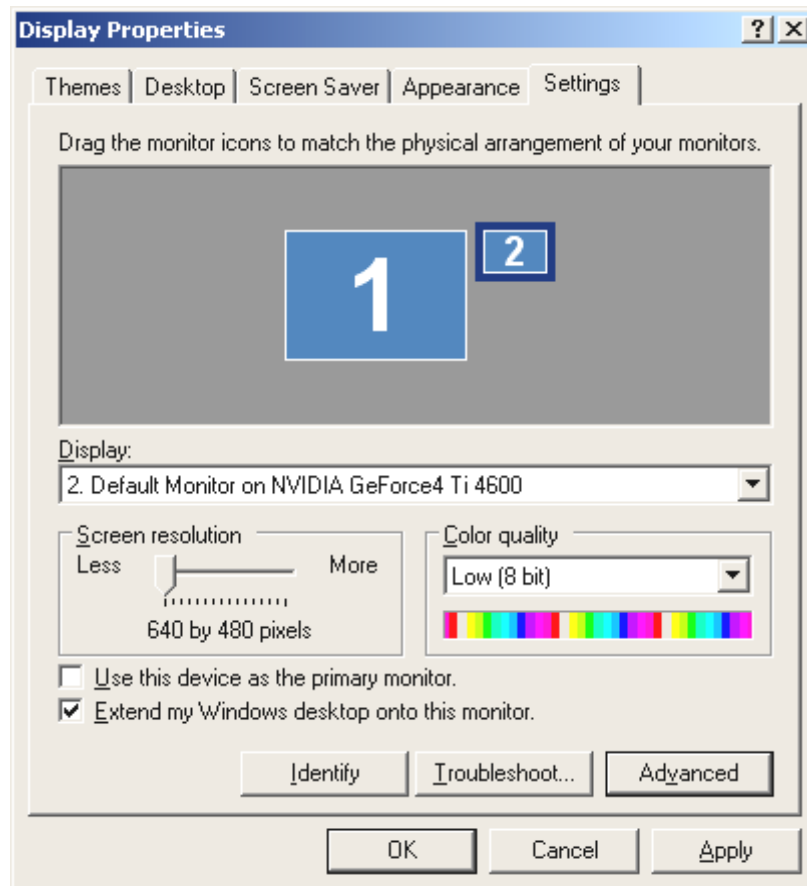 Display Properties
Themes Desktop Screen Saver Appearance Settings
Drag the monitor icons to match the physical arrangement of your monitors.
1 2
Display:
2. Default Monitor on NVIDIA GeForce4 Ti 4600
Screen resolution
Less More
640 by 480 pixels
Color quality
Low (8 bit)
Use this device as the primary monitor.
Extend my Windows desktop onto this monitor.
Identify Troubleshoot... Advanced
OK Cancel Apply